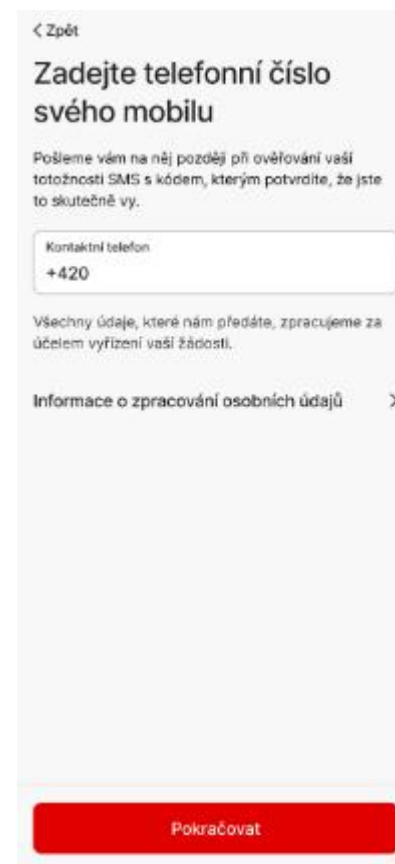 Zpět
Zadejte telefonní číslo
svého mobilu
Pošleme vám na něj později při ověřování vaší
totožnosti SMS s kódem, kterým potvrdíte, že jste
to skutečně vy.
Kontaktní telefon
+420
Všechny údaje, které nám předáte, zpracujeme za
účelem vyřízení vaší žádosti.
Informace o zpracování osobních údajů
Pokračovat